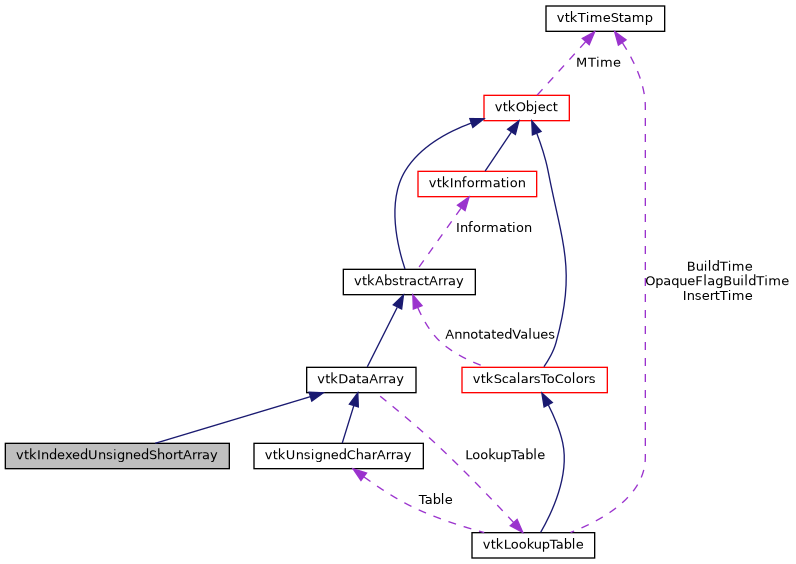 vtkTimeStamp
MTime
vtkObject
vtkInformation
Information
BuildTime
OpaqueFlagBuildTime
InsertTime
vtkAbstractArray
AnnotatedValues
vtkDataArray
vtkScalarsToColors
vtkIndexedUnsignedShortArray
vtkUnsignedCharArray
LookupTable
Table
vtkLookupTable